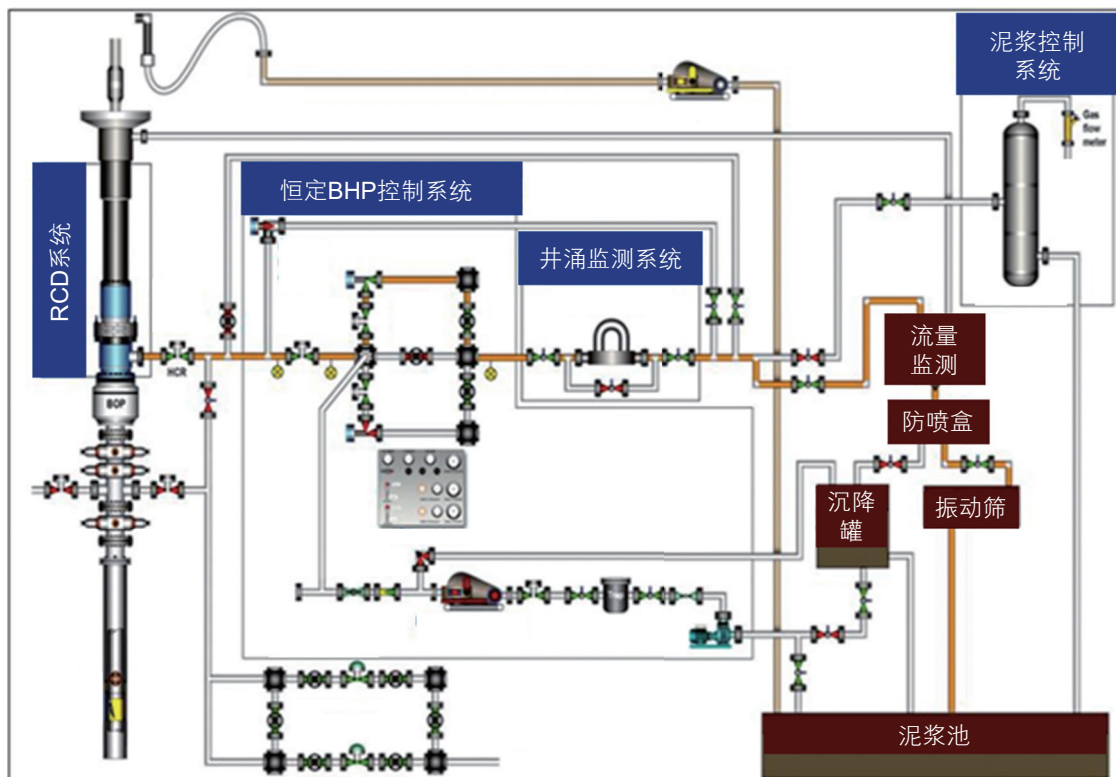 泥浆控制
系统
Gas
flow
meter
恒定BHP控制系统
井涌监测系统
RCD系统
HCR
BOP
流量
监测
防喷盒
沉降
罐
振动筛
泥浆池